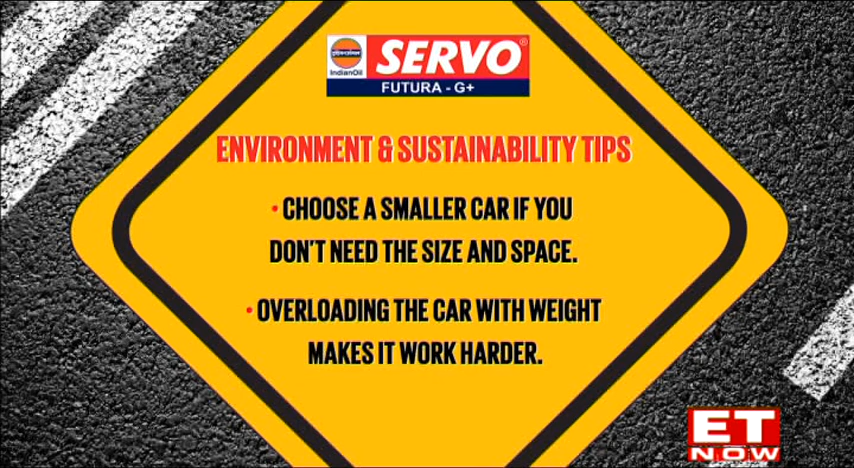 IndianOil
SERVO®
FUTURA - G+
ENVIRONMENT & SUSTAINABILITY TIPS
• CHOOSE A SMALLER CAR IF YOU
DON'T NEED THE SIZE AND SPACE.
• OVERLOADING THE CAR WITH WEIGHT
MAKES IT WORK HARDER.
ET
NOW